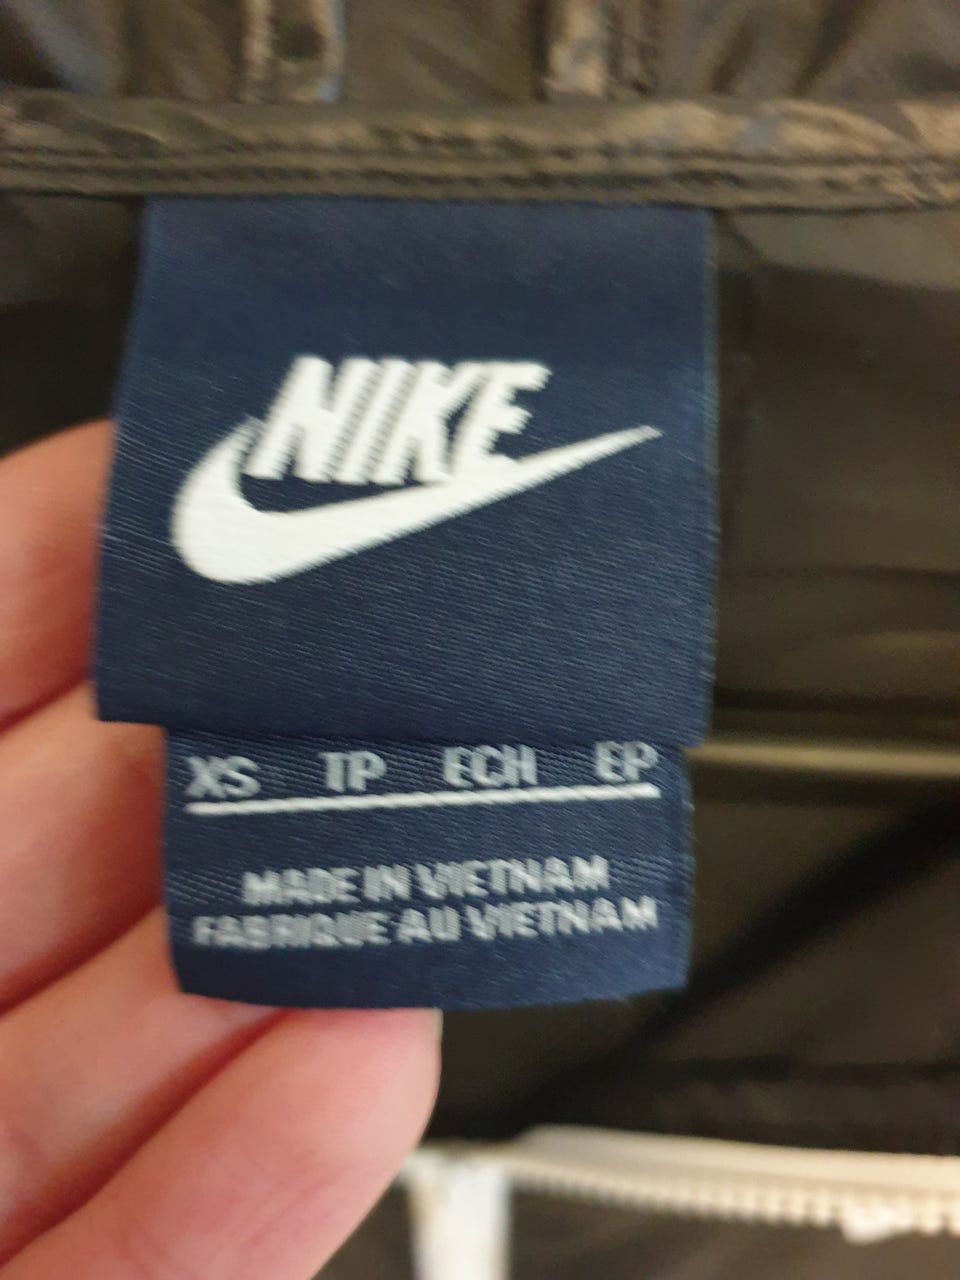 NIKE
XS TP ECH EP
MADE IN VIETNAM
FABRIQUE AU VIETNAM